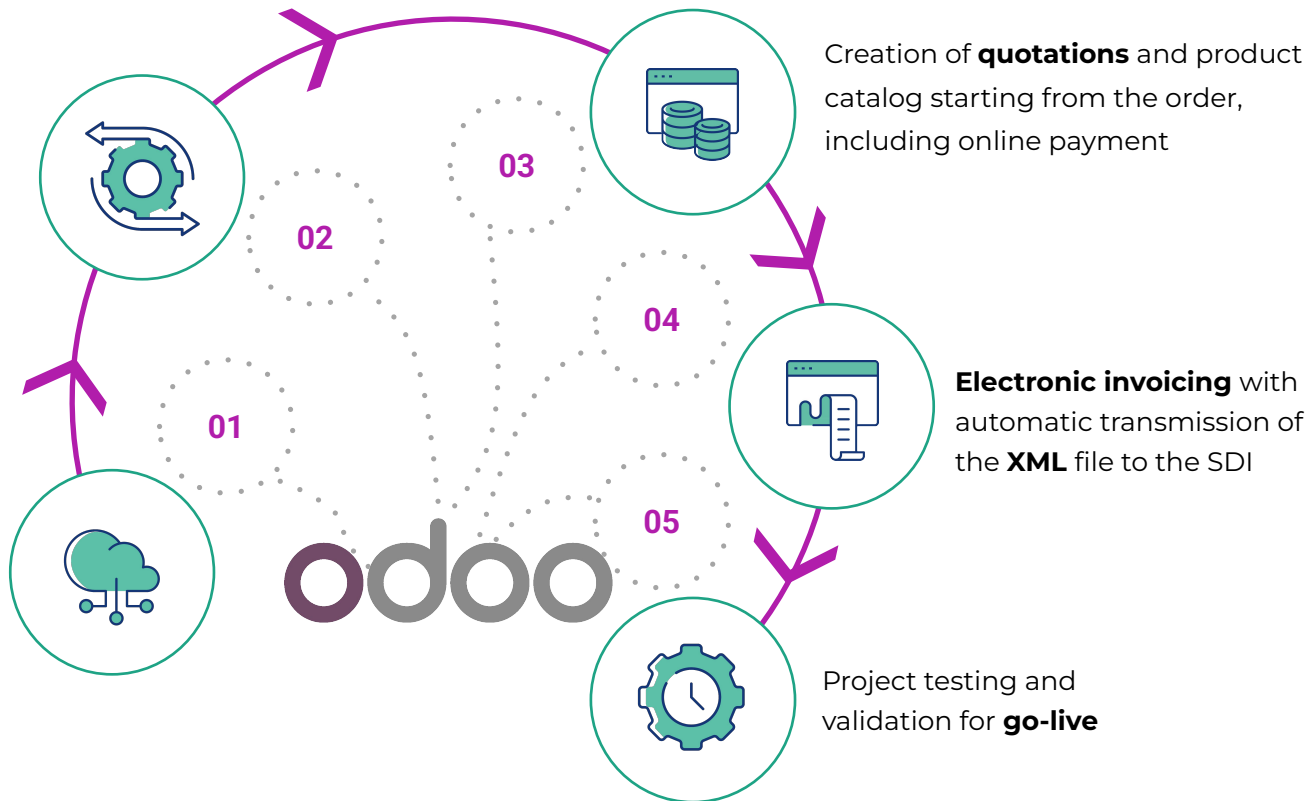 Creation of quotations and product
catalog starting from the order,
including online payment
03
02
04
Electronic invoicing with
automatic transmission of
the XML file to the SDI
01
05
odoo
Project testing and
validation for go-live